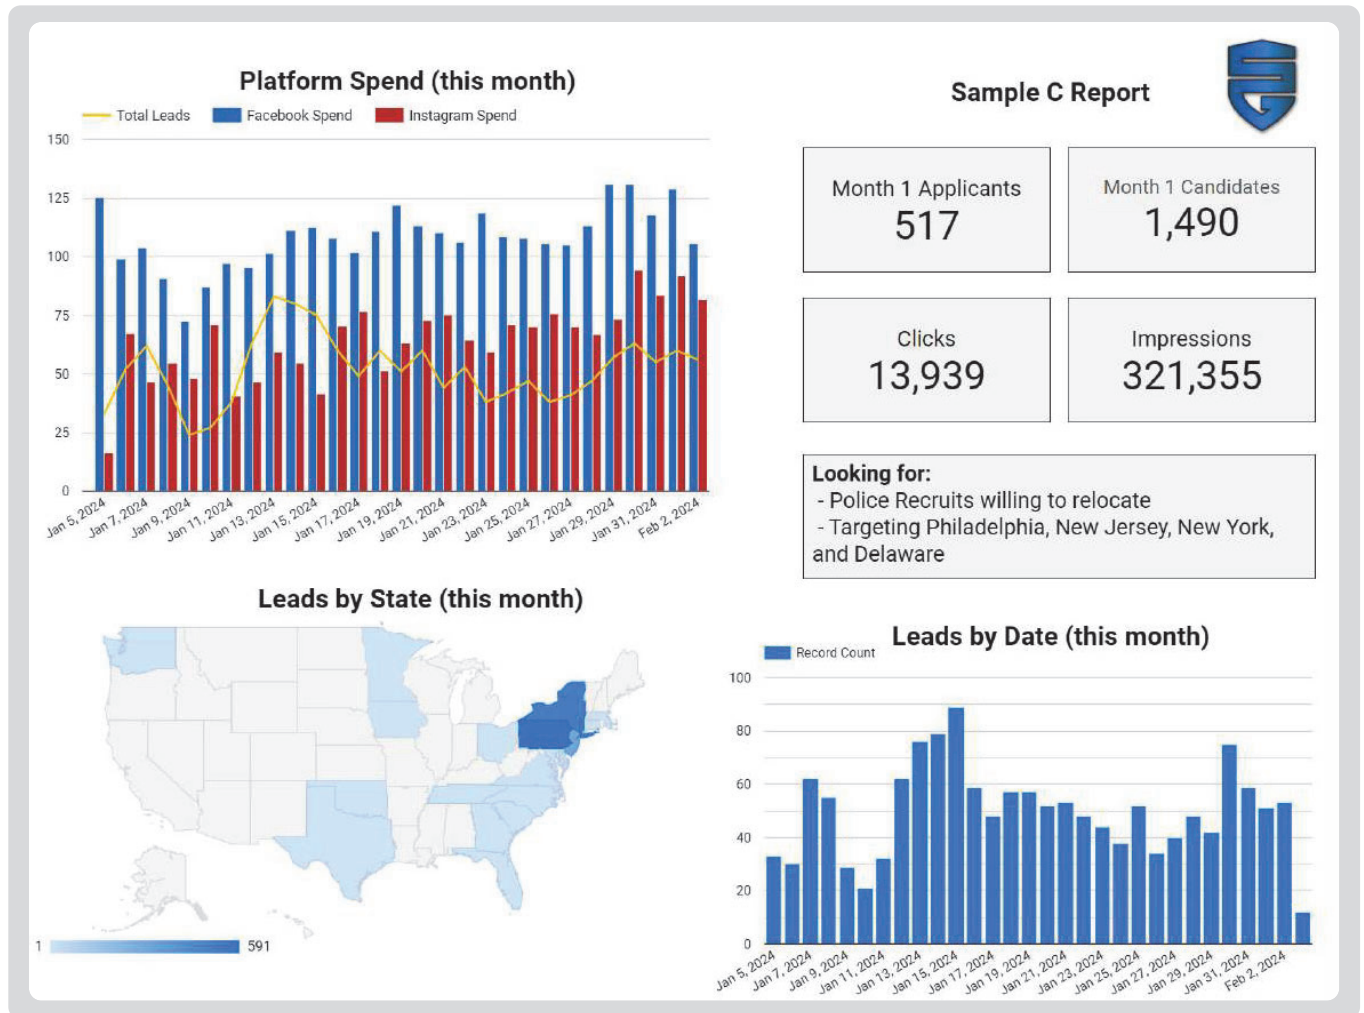 Platform Spend (this month)
Total Leads Facebook Spend Instagram Spend
150
125
100
75
50
25
0
Jan 5, 2024
Jan 7, 2024
Jan 9, 2024
Jan 11, 2024
Jan 13, 2024
Jan 15, 2024
Jan 17, 2024
Jan 19, 2024
Jan 21, 2024
Jan 23, 2024
Jan 25, 2024
Jan 27, 2024
Jan 29, 2024
Jan 31, 2024
Feb 2, 2024
Sample C Report
SG
Month 1 Applicants
517
Month 1 Candidates
1,490
Clicks
13,939
Impressions
321,355
Looking for:
- Police Recruits willing to relocate
- Targeting Philadelphia, New Jersey, New York,
and Delaware
Leads by State (this month)
1 591
Leads by Date (this month)
Record Count
100
80
60
40
20
0
Jan 5, 2024
Jan 7, 2024
Jan 9, 2024
Jan 11, 2024
Jan 13, 2024
Jan 15, 2024
Jan 17, 2024
Jan 19, 2024
Jan 21, 2024
Jan 23, 2024
Jan 25, 2024
Jan 27, 2024
Jan 29, 2024
Jan 31, 2024
Feb 2, 2024